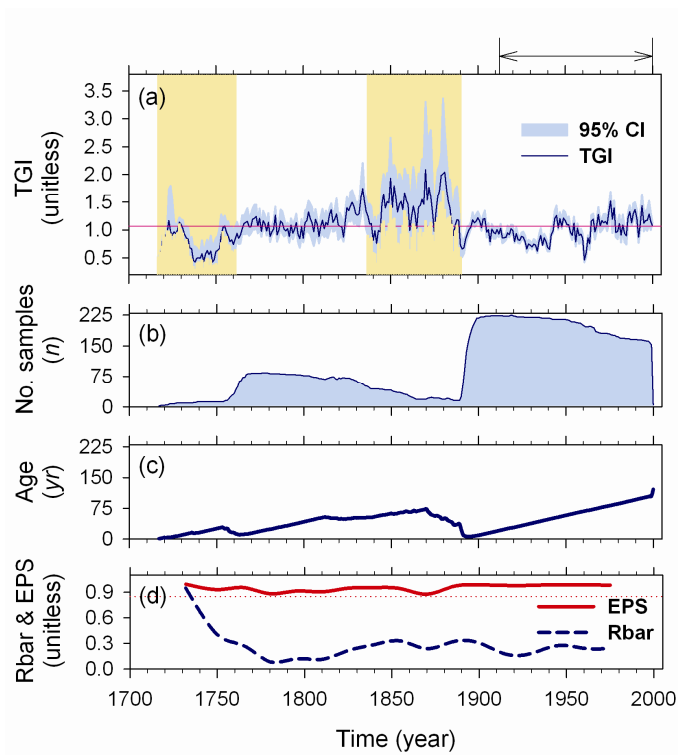 (a)
TGI
(unitless)
3.5
3.0
2.5
2.0
1.5
1.0
0.5
95% CI
TGI
(b)
No. samples
(n)
225
150
75
0
(c)
Age
(yr)
225
150
75
0
(d)
Rbar & EPS
(unitless)
0.9
0.6
0.3
0.0
EPS
Rbar
1700 1750 1800 1850 1900 1950 2000
Time (year)